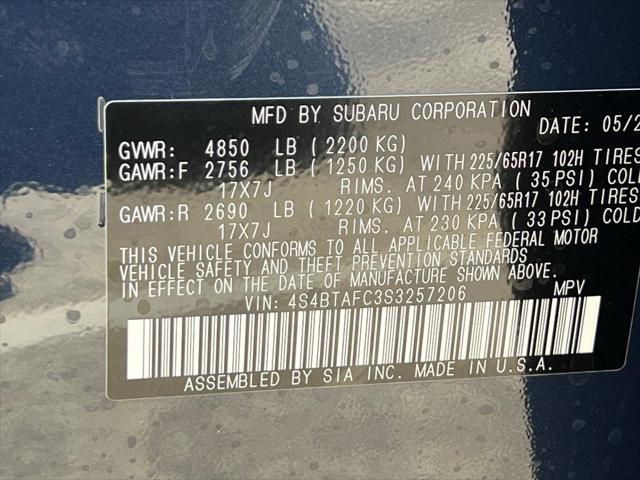 MFD BY SUBARU CORPORATION
DATE: 05/2
GVWR: 4850 LB (2200 KG)
GAWR:F 2756 LB (1250 KG) WITH 225/65R17 102H TIRES
17X7J RIMS. AT 240 KPA (35 PSI) COLD
GAWR:R 2690 LB (1220 KG) WITH 225/65R17 102H TIRES
17X7J RIMS. AT 230 KPA (33 PSI) COLD
THIS VEHICLE CONFORMS TO ALL APPLICABLE FEDERAL MOTOR
VEHICLE SAFETY AND THEFT PREVENTION STANDARDS
IN EFFECT ON THE DATE OF MANUFACTURE SHOWN ABOVE.
VIN: 4S4BTAFC3S3257206 MPV
ASSEMBLED BY SIA INC. MADE IN U.S.A.